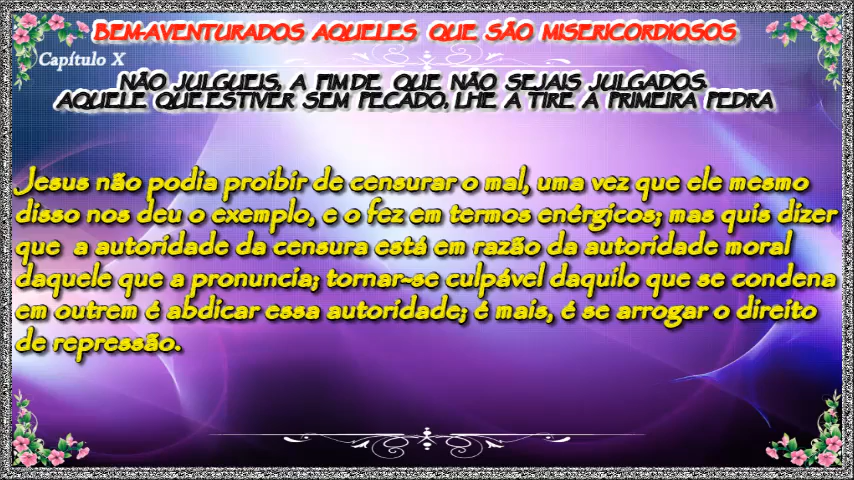 BEM-AVENTURADOS AQUELES QUE SÃO MISERICORDIOSOS
Capítulo X
NÃO JULGUEIS, A FIM DE QUE NÃO SEJAIS JULGADOS.
AQUELE QUE ESTIVER SEM PECADO, LHE ATIRE A PRIMEIRA PEDRA
Jesus não podia proibir de censurar o mal, uma vez que ele mesmo
disso nos deu o exemplo, e o fez em termos enérgicos; mas quis dizer
que a autoridade da censura está em razão da autoridade moral
daquele que a pronuncia; tornar-se culpável daquilo que se condena
em outrem é abdicar essa autoridade; é mais, é se arrogar o direito
de repressão.